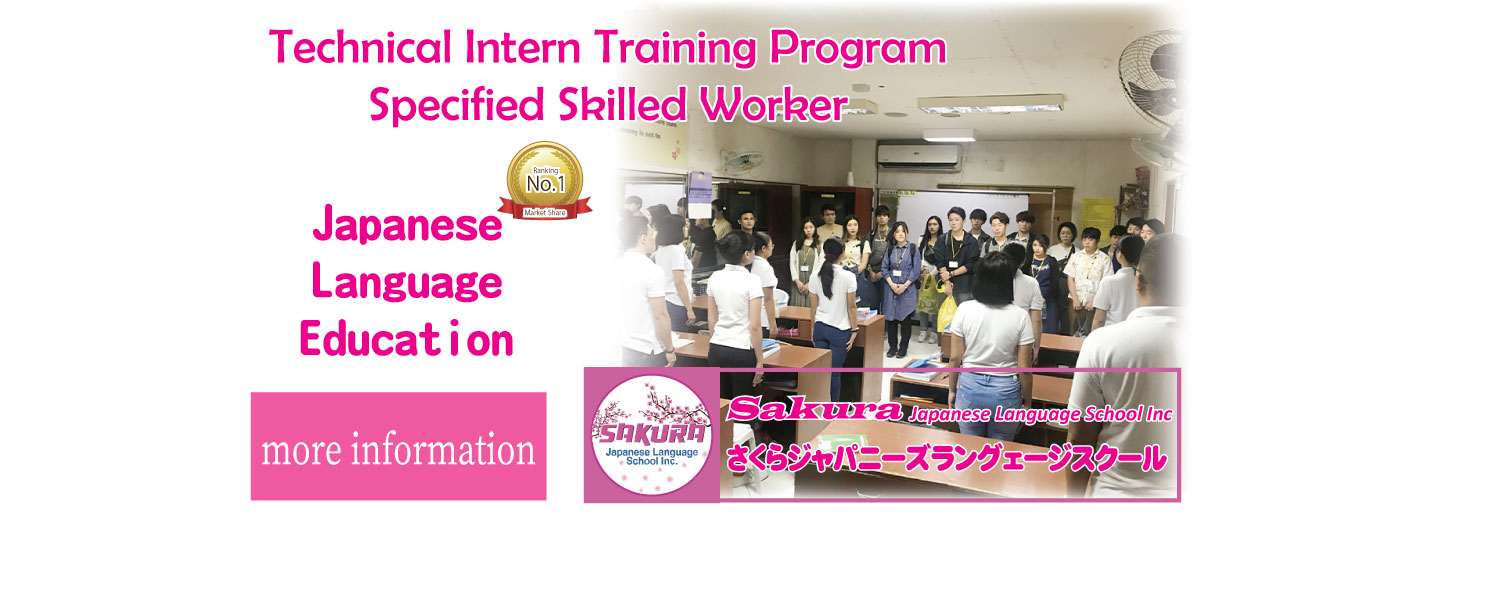 Technical Intern Training Program
Specified Skilled Worker
Ranking
No.1
Market Share
Japanese
Language
Education
more information
SAKURA
Japanese Language
School Inc.
Sakura Japanese Language School Inc
さくらジャパニーズラングェージスクール